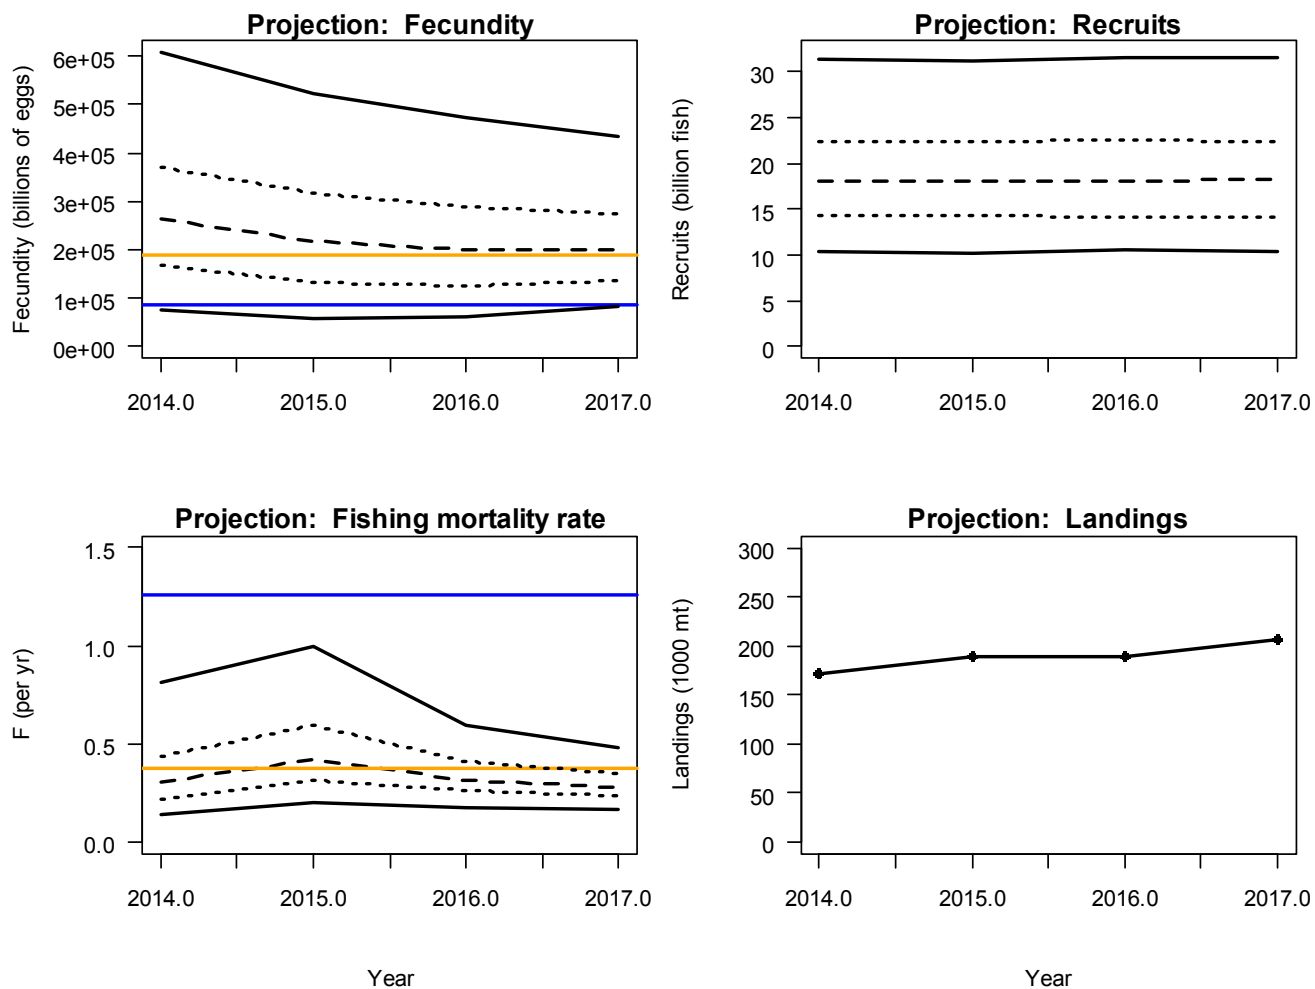 Projection: Fecundity
Fecundity (billions of eggs)
6e+05
5e+05
4e+05
3e+05
2e+05
1e+05
0e+00
2014.0 2015.0 2016.0 2017.0
Projection: Recruits
Recruits (billion fish)
30
25
20
15
10
5
0
2014.0 2015.0 2016.0 2017.0
Projection: Fishing mortality rate
F (per yr)
1.5
1.0
0.5
0.0
2014.0 2015.0 2016.0 2017.0
Year
Projection: Landings
Landings (1000 mt)
300
250
200
150
100
50
0
2014.0 2015.0 2016.0 2017.0
Year